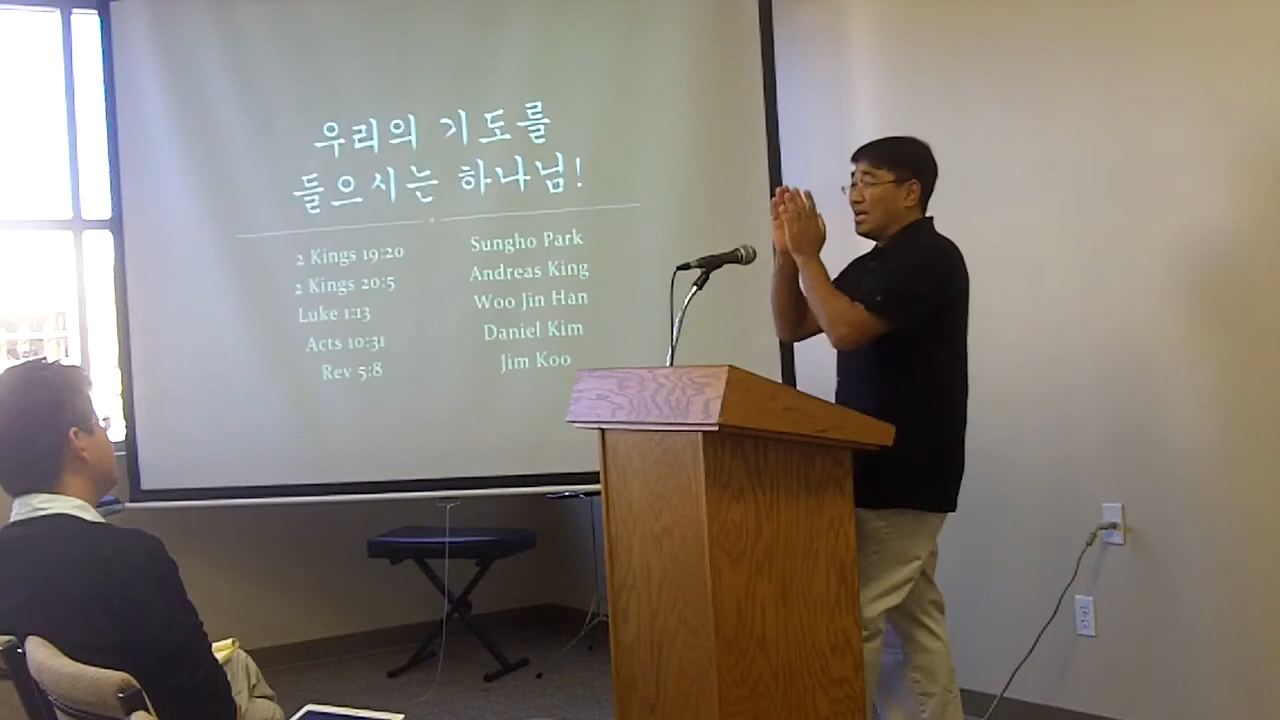 우리의 기도를
들으시는 하나님!
2 Kings 19:20 Sungho Park
2 Kings 20:5 Andreas King
Luke 1:13 Woo Jin Han
Acts 10:31 Daniel Kim
Rev 5:8 Jim Koo